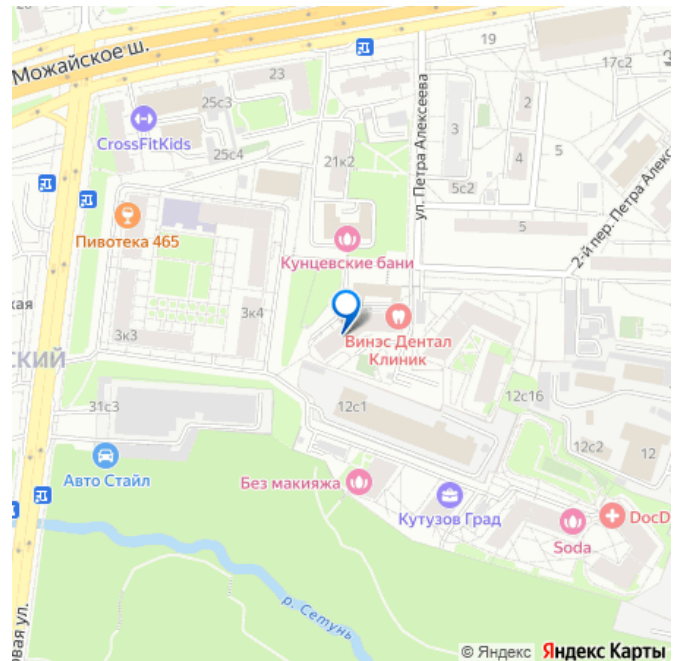 Можайское ш.
19
17с2
23
25с3
CrossFitKids
25с4
21к2
ул. Петра Алексеева
2
3
4
5
5с2
2-й пер. Петра Алекс
5
Пивотека 465
Кунцевские бани
кая
3к3
3к4
Винэс Дентал
Клиник
СКИЙ
31с3
12с1
12с16
12с2
12
Авто Стайл
Без макияжа
Кутузов Град
DocD
Soda
р. Сетунь
овая ул.
© Яндекс Яндекс Карты